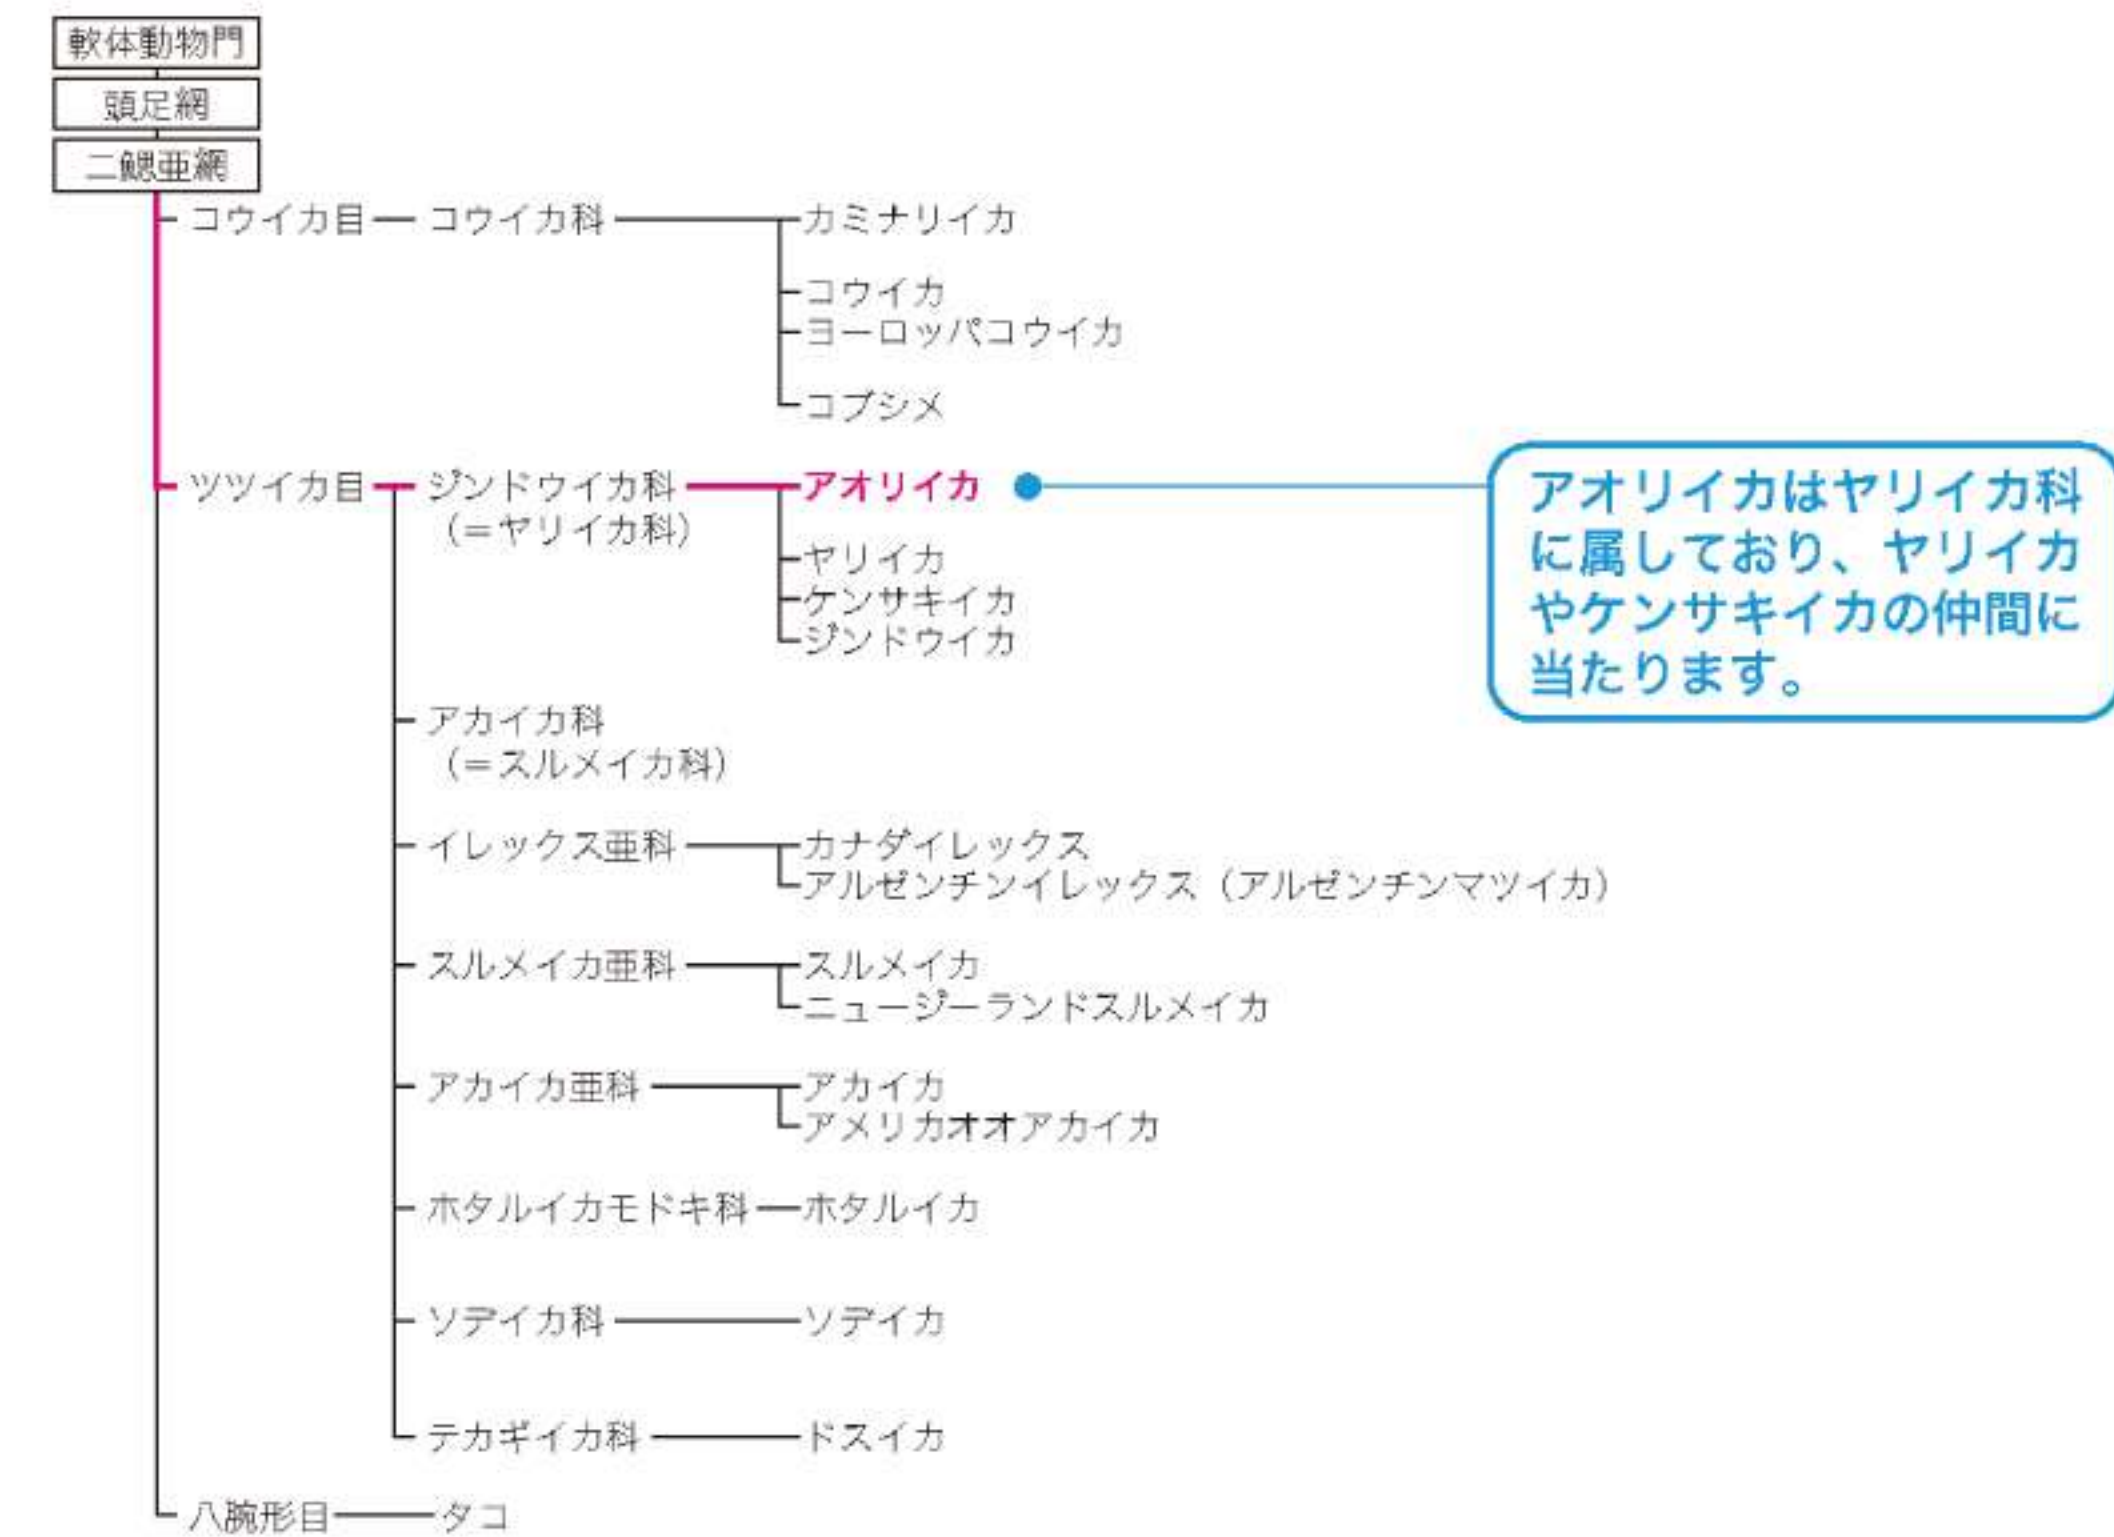 軟体動物門
頭足網
二鰓亜網
コウイカ目 コウイカ科 カミナリイカ
コウイカ
ヨーロッパコウイカ
コブシメ
ツツイカ目 ジンドウイカ科 アオリイカ
(=ヤリイカ科)
ヤリイカ
ケンサキイカ
ジンドウイカ
アオリイカはヤリイカ科
に属しており、ヤリイカ
やケンサキイカの仲間に
当たります。
アカイカ科
(=スルメイカ科)
イレックス亜科 カナダイレックス
アルゼンチンイレックス(アルゼンチンマツイカ)
スルメイカ亜科 スルメイカ
ニュージーランドスルメイカ
アカイカ亜科 アカイカ
アメリカオオアカイカ
ホタルイカモドキ科 ホタルイカ
ソデイカ科 ソデイカ
テカギイカ科 ドスイカ
八腕形目 タコ